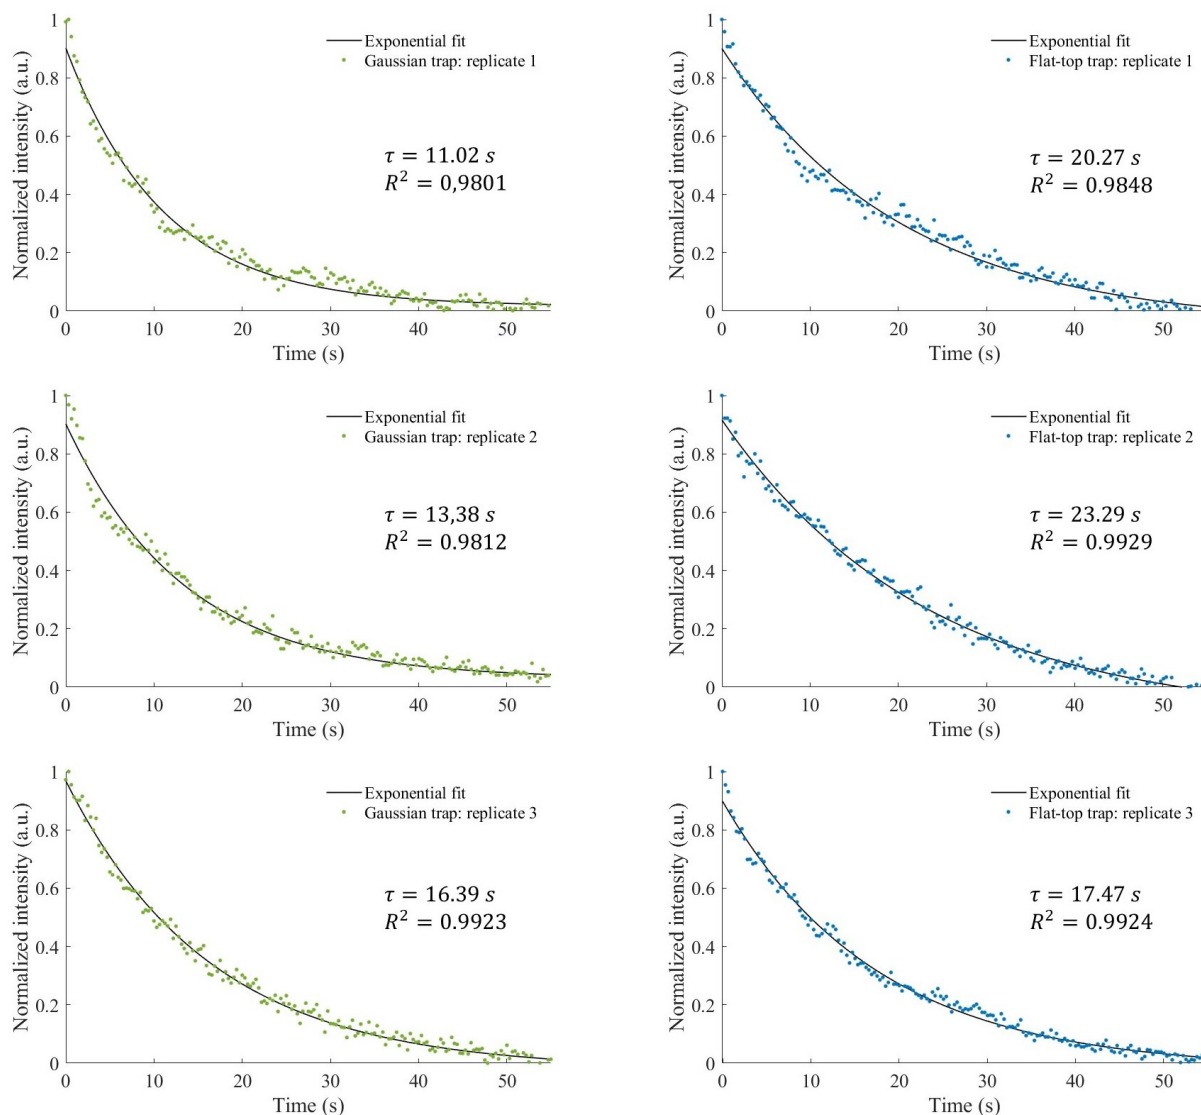 Normalized intensity (a.u.)
1
0.8
0.6
0.4
0.2
0
0 10 20 30 40 50
Time (s)
Exponential fit
Gaussian trap: replicate 1
τ = 11.02 s
R² = 0,9801
Normalized intensity (a.u.)
1
0.8
0.6
0.4
0.2
0
0 10 20 30 40 50
Time (s)
Exponential fit
Flat-top trap: replicate 1
τ = 20.27 s
R² = 0.9848
Normalized intensity (a.u.)
1
0.8
0.6
0.4
0.2
0
0 10 20 30 40 50
Time (s)
Exponential fit
Gaussian trap: replicate 2
τ = 13,38 s
R² = 0.9812
Normalized intensity (a.u.)
1
0.8
0.6
0.4
0.2
0
0 10 20 30 40 50
Time (s)
Exponential fit
Flat-top trap: replicate 2
τ = 23.29 s
R² = 0.9929
Normalized intensity (a.u.)
1
0.8
0.6
0.4
0.2
0
0 10 20 30 40 50
Time (s)
Exponential fit
Gaussian trap: replicate 3
τ = 16.39 s
R² = 0.9923
Normalized intensity (a.u.)
1
0.8
0.6
0.4
0.2
0
0 10 20 30 40 50
Time (s)
Exponential fit
Flat-top trap: replicate 3
τ = 17.47 s
R² = 0.9924